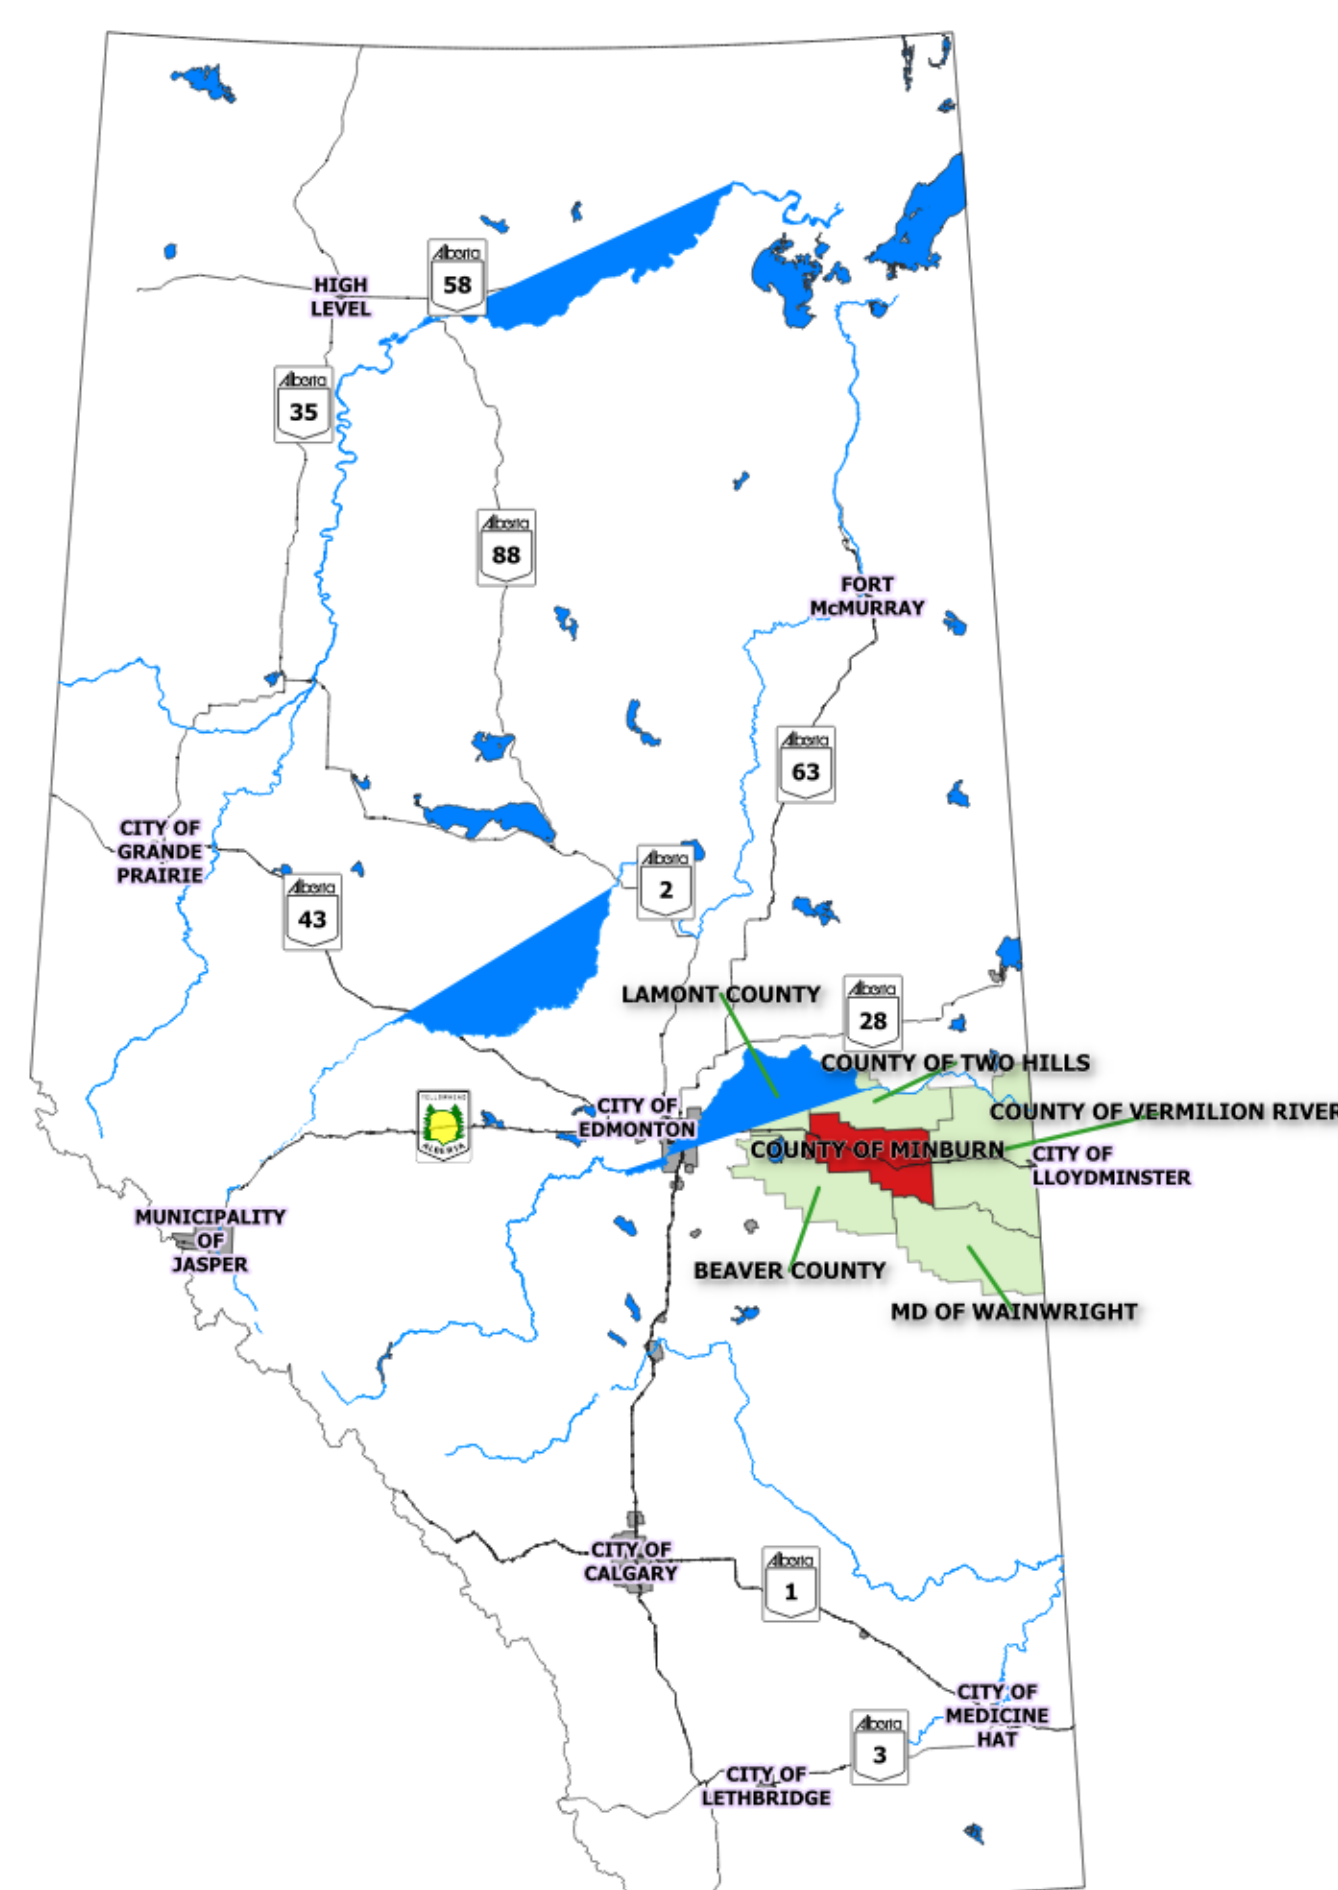 Alberta
58
HIGH
LEVEL
Alberta
35
Alberta
88
FORT
McMURRAY
Alberta
63
CITY OF
GRANDE
PRAIRIE
Alberta
2
Alberta
43
LAMONT COUNTY
Alberta
28
COUNTY OF TWO HILLS
YELLOWHEAD
ALBERTA
CITY OF
EDMONTON
COUNTY OF VERMILION RIVER
COUNTY OF MINBURN
CITY OF
LLOYDMINSTER
MUNICIPALITY
OF
JASPER
BEAVER COUNTY
MD OF WAINWRIGHT
CITY OF
CALGARY
Alberta
1
CITY OF
MEDICINE
HAT
Alberta
3
CITY OF
LETHBRIDGE